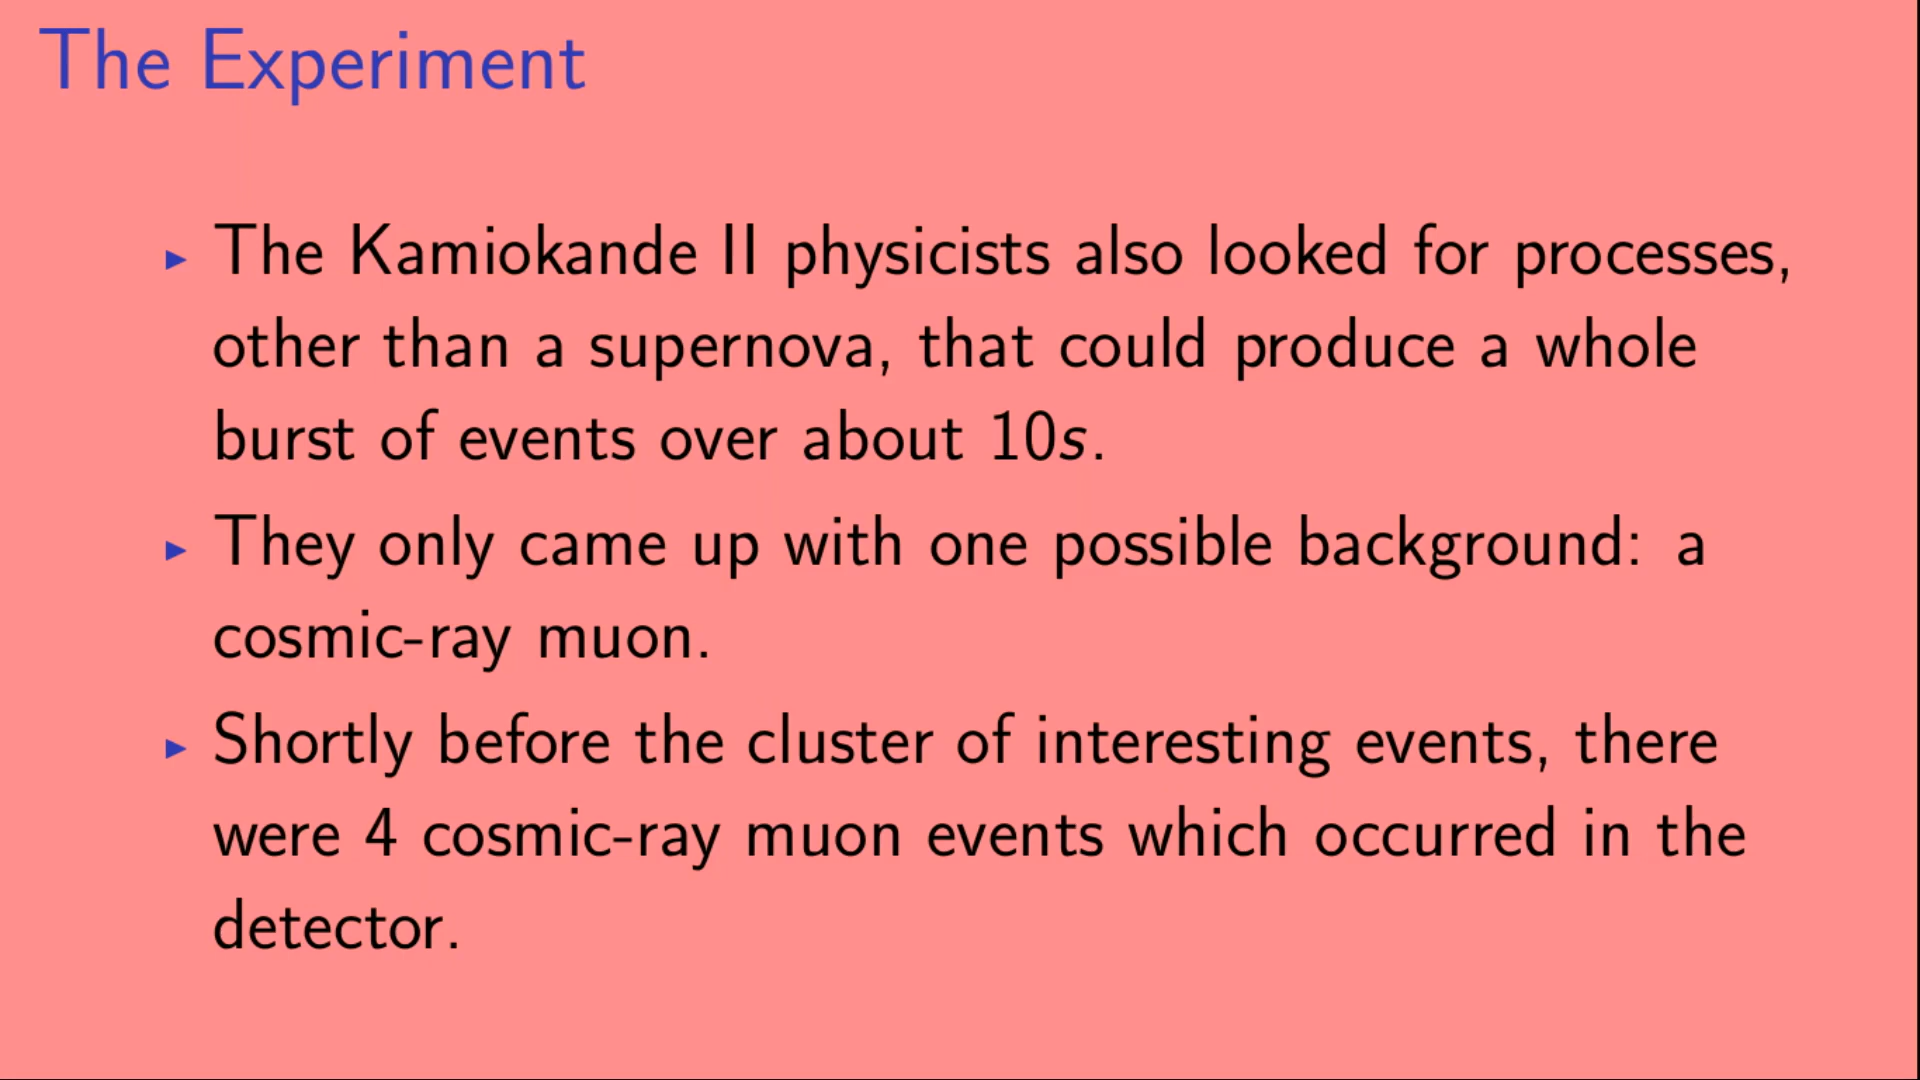 The Experiment
▸ The Kamiokande II physicists also looked for processes,
other than a supernova, that could produce a whole
burst of events over about 10s.
▸ They only came up with one possible background: a
cosmic-ray muon.
▸ Shortly before the cluster of interesting events, there
were 4 cosmic-ray muon events which occurred in the
detector.